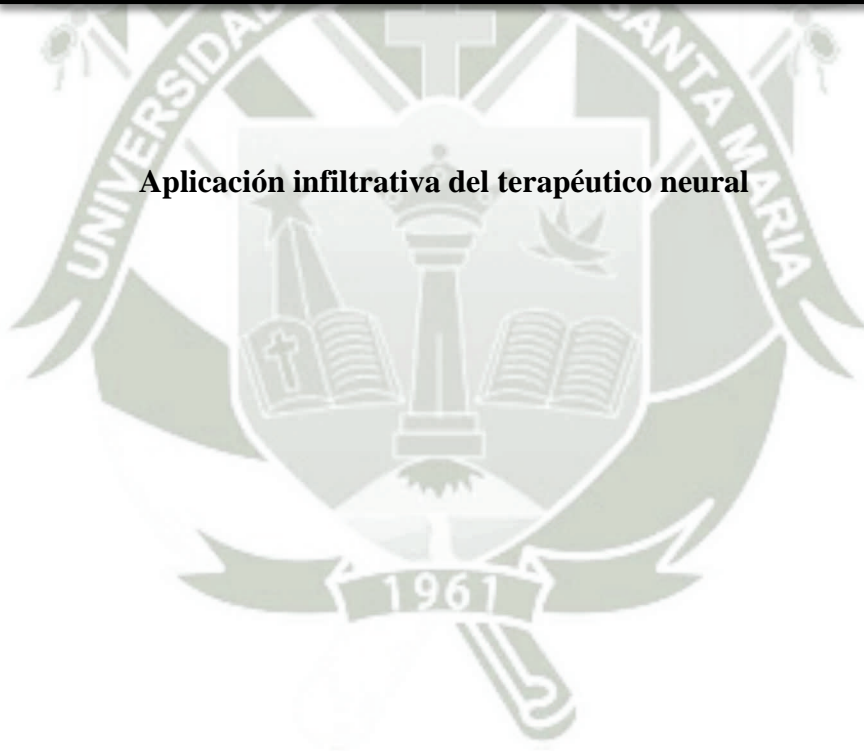 UNIVERSIDAD
SANTA MARIA
Aplicación infiltrativa del terapéutico neural
1961